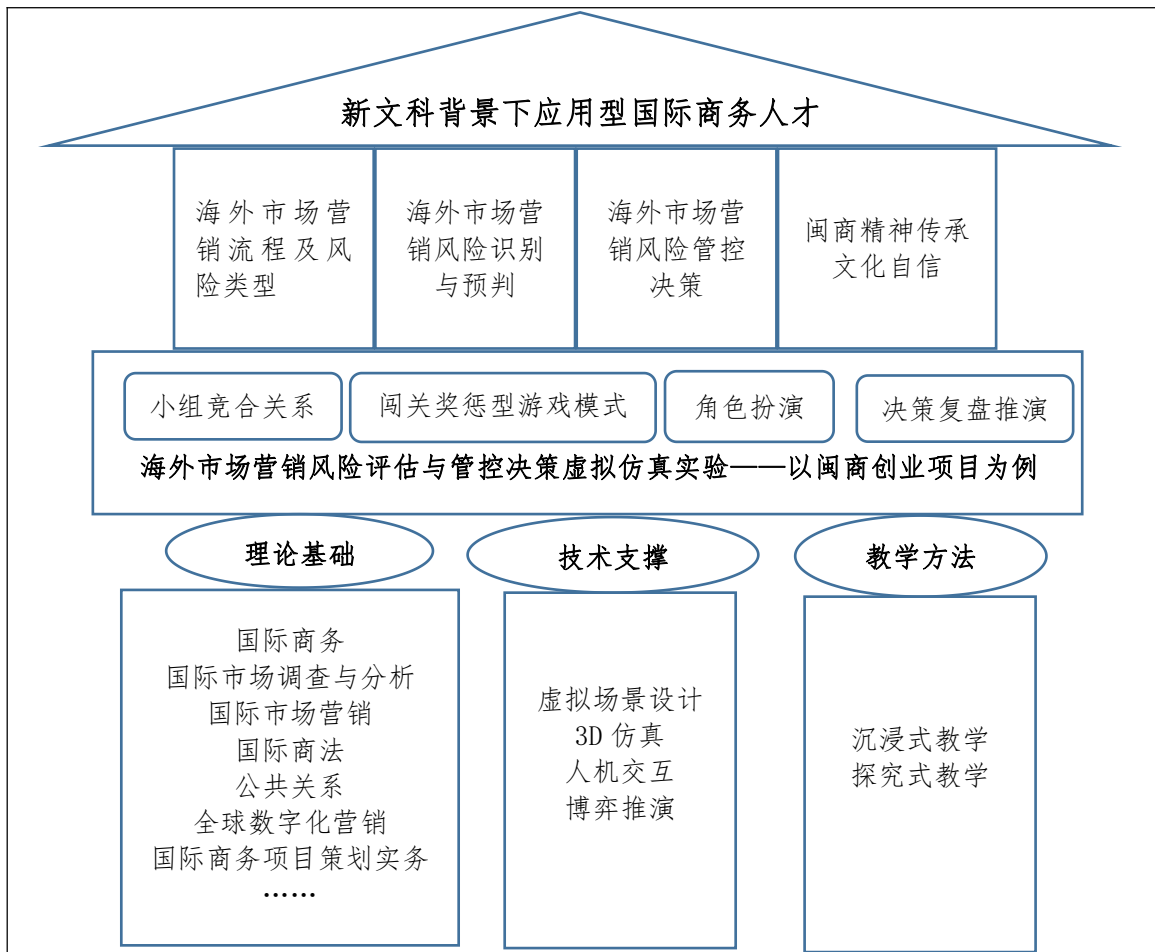 新文科背景下应用型国际商务人才
海外市场营
销流程及风
险类型
海外市场营
销风险识别
与预判
海外市场营
销风险管控
决策
闽商精神传承
文化自信
小组竞合关系
闯关奖惩型游戏模式
角色扮演
决策复盘推演
海外市场营销风险评估与管控决策虚拟仿真实验——以闽商创业项目为例
理论基础
技术支撑
教学方法
国际商务
国际市场调查与分析
国际市场营销
国际商法
公共关系
全球数字化营销
国际商务项目策划实务
……
虚拟场景设计
3D 仿真
人机交互
博弈推演
沉浸式教学
探究式教学